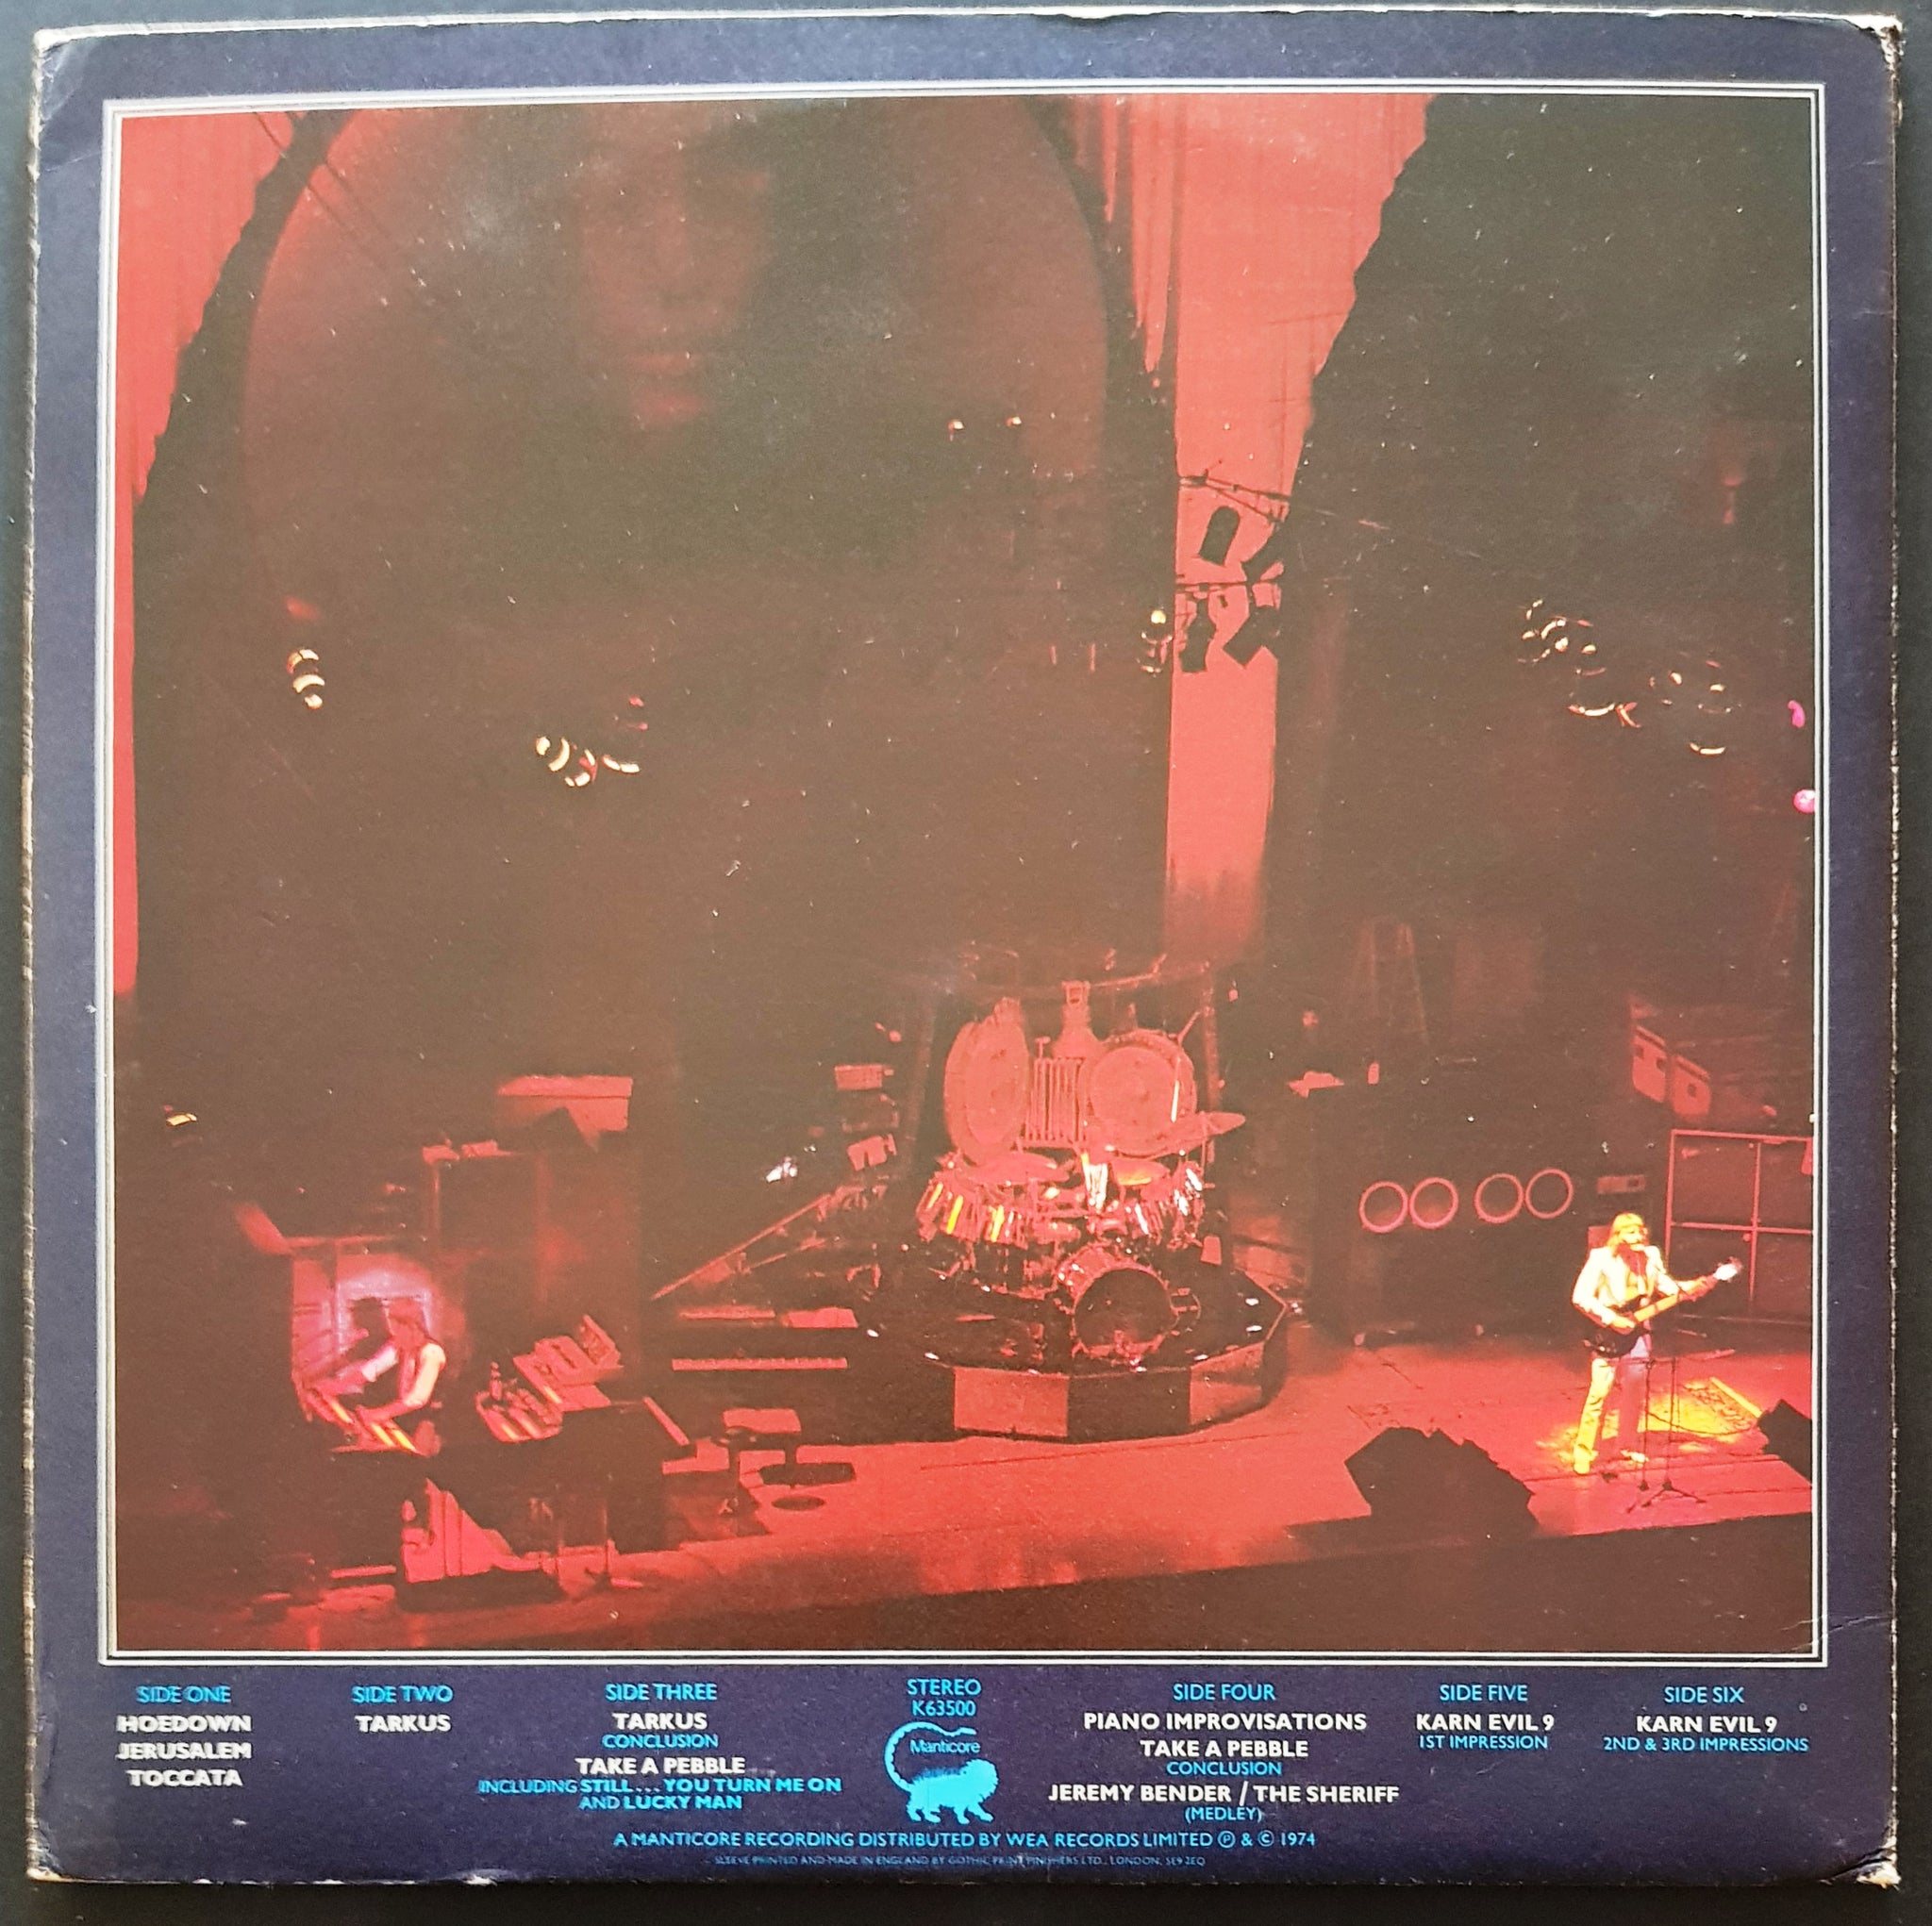 SIDE ONE
HOEDOWN
JERUSALEM
TOCCATA
SIDE TWO
TARKUS
SIDE THREE
TARKUS
CONCLUSION
TAKE A PEBBLE
INCLUDING STILL... YOU TURN ME ON
AND LUCKY MAN
STEREO
K63500
Manticore
SIDE FOUR
PIANO IMPROVISATIONS
TAKE A PEBBLE
CONCLUSION
JEREMY BENDER / THE SHERIFF
(MEDLEY)
SIDE FIVE
KARN EVIL 9
1ST IMPRESSION
SIDE SIX
KARN EVIL 9
2ND & 3RD IMPRESSIONS
A MANTICORE RECORDING DISTRIBUTED BY WEA RECORDS LIMITED Ⓟ & © 1974
SLEEVE PRINTED AND MADE IN ENGLAND BY GOTHIC PRINT FINISHERS LTD., LONDON, SE9 2EQ